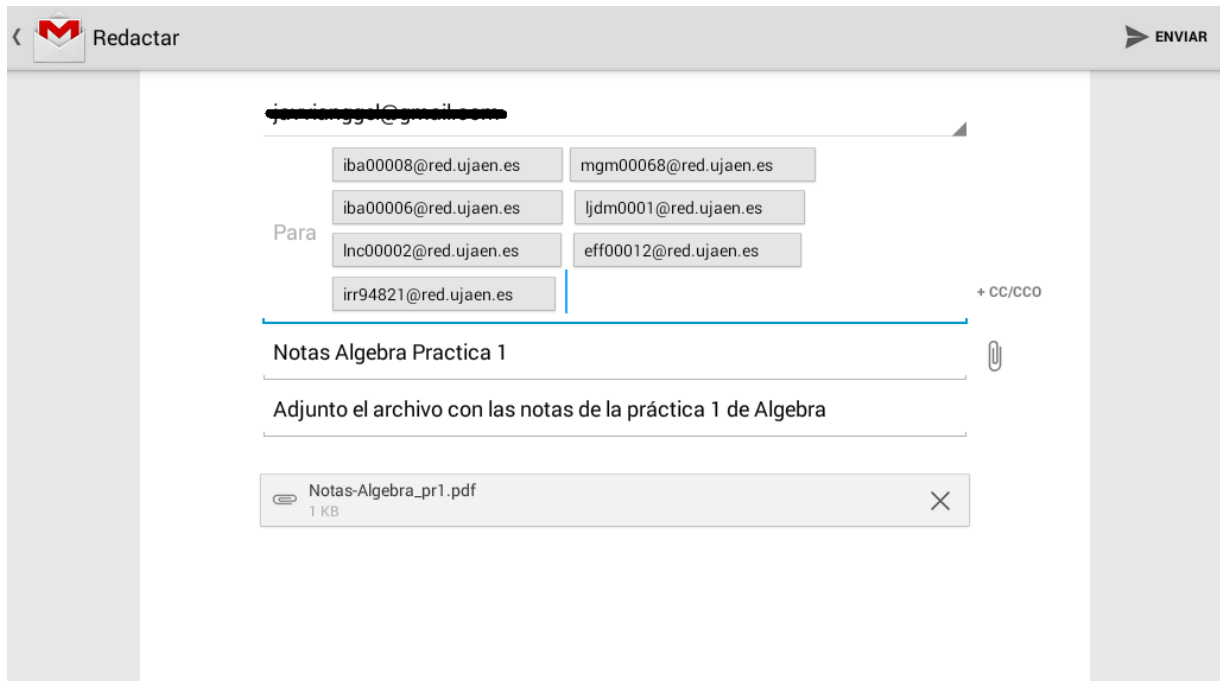 Redactar
ENVIAR
iba00008@red.ujaen.es mgm00068@red.ujaen.es
iba00006@red.ujaen.es ljdm0001@red.ujaen.es
Para
lnc00002@red.ujaen.es eff00012@red.ujaen.es
irr94821@red.ujaen.es
+ CC/CCO
Notas Algebra Practica 1
Adjunto el archivo con las notas de la práctica 1 de Algebra
Notas-Algebra_pr1.pdf
1 KB